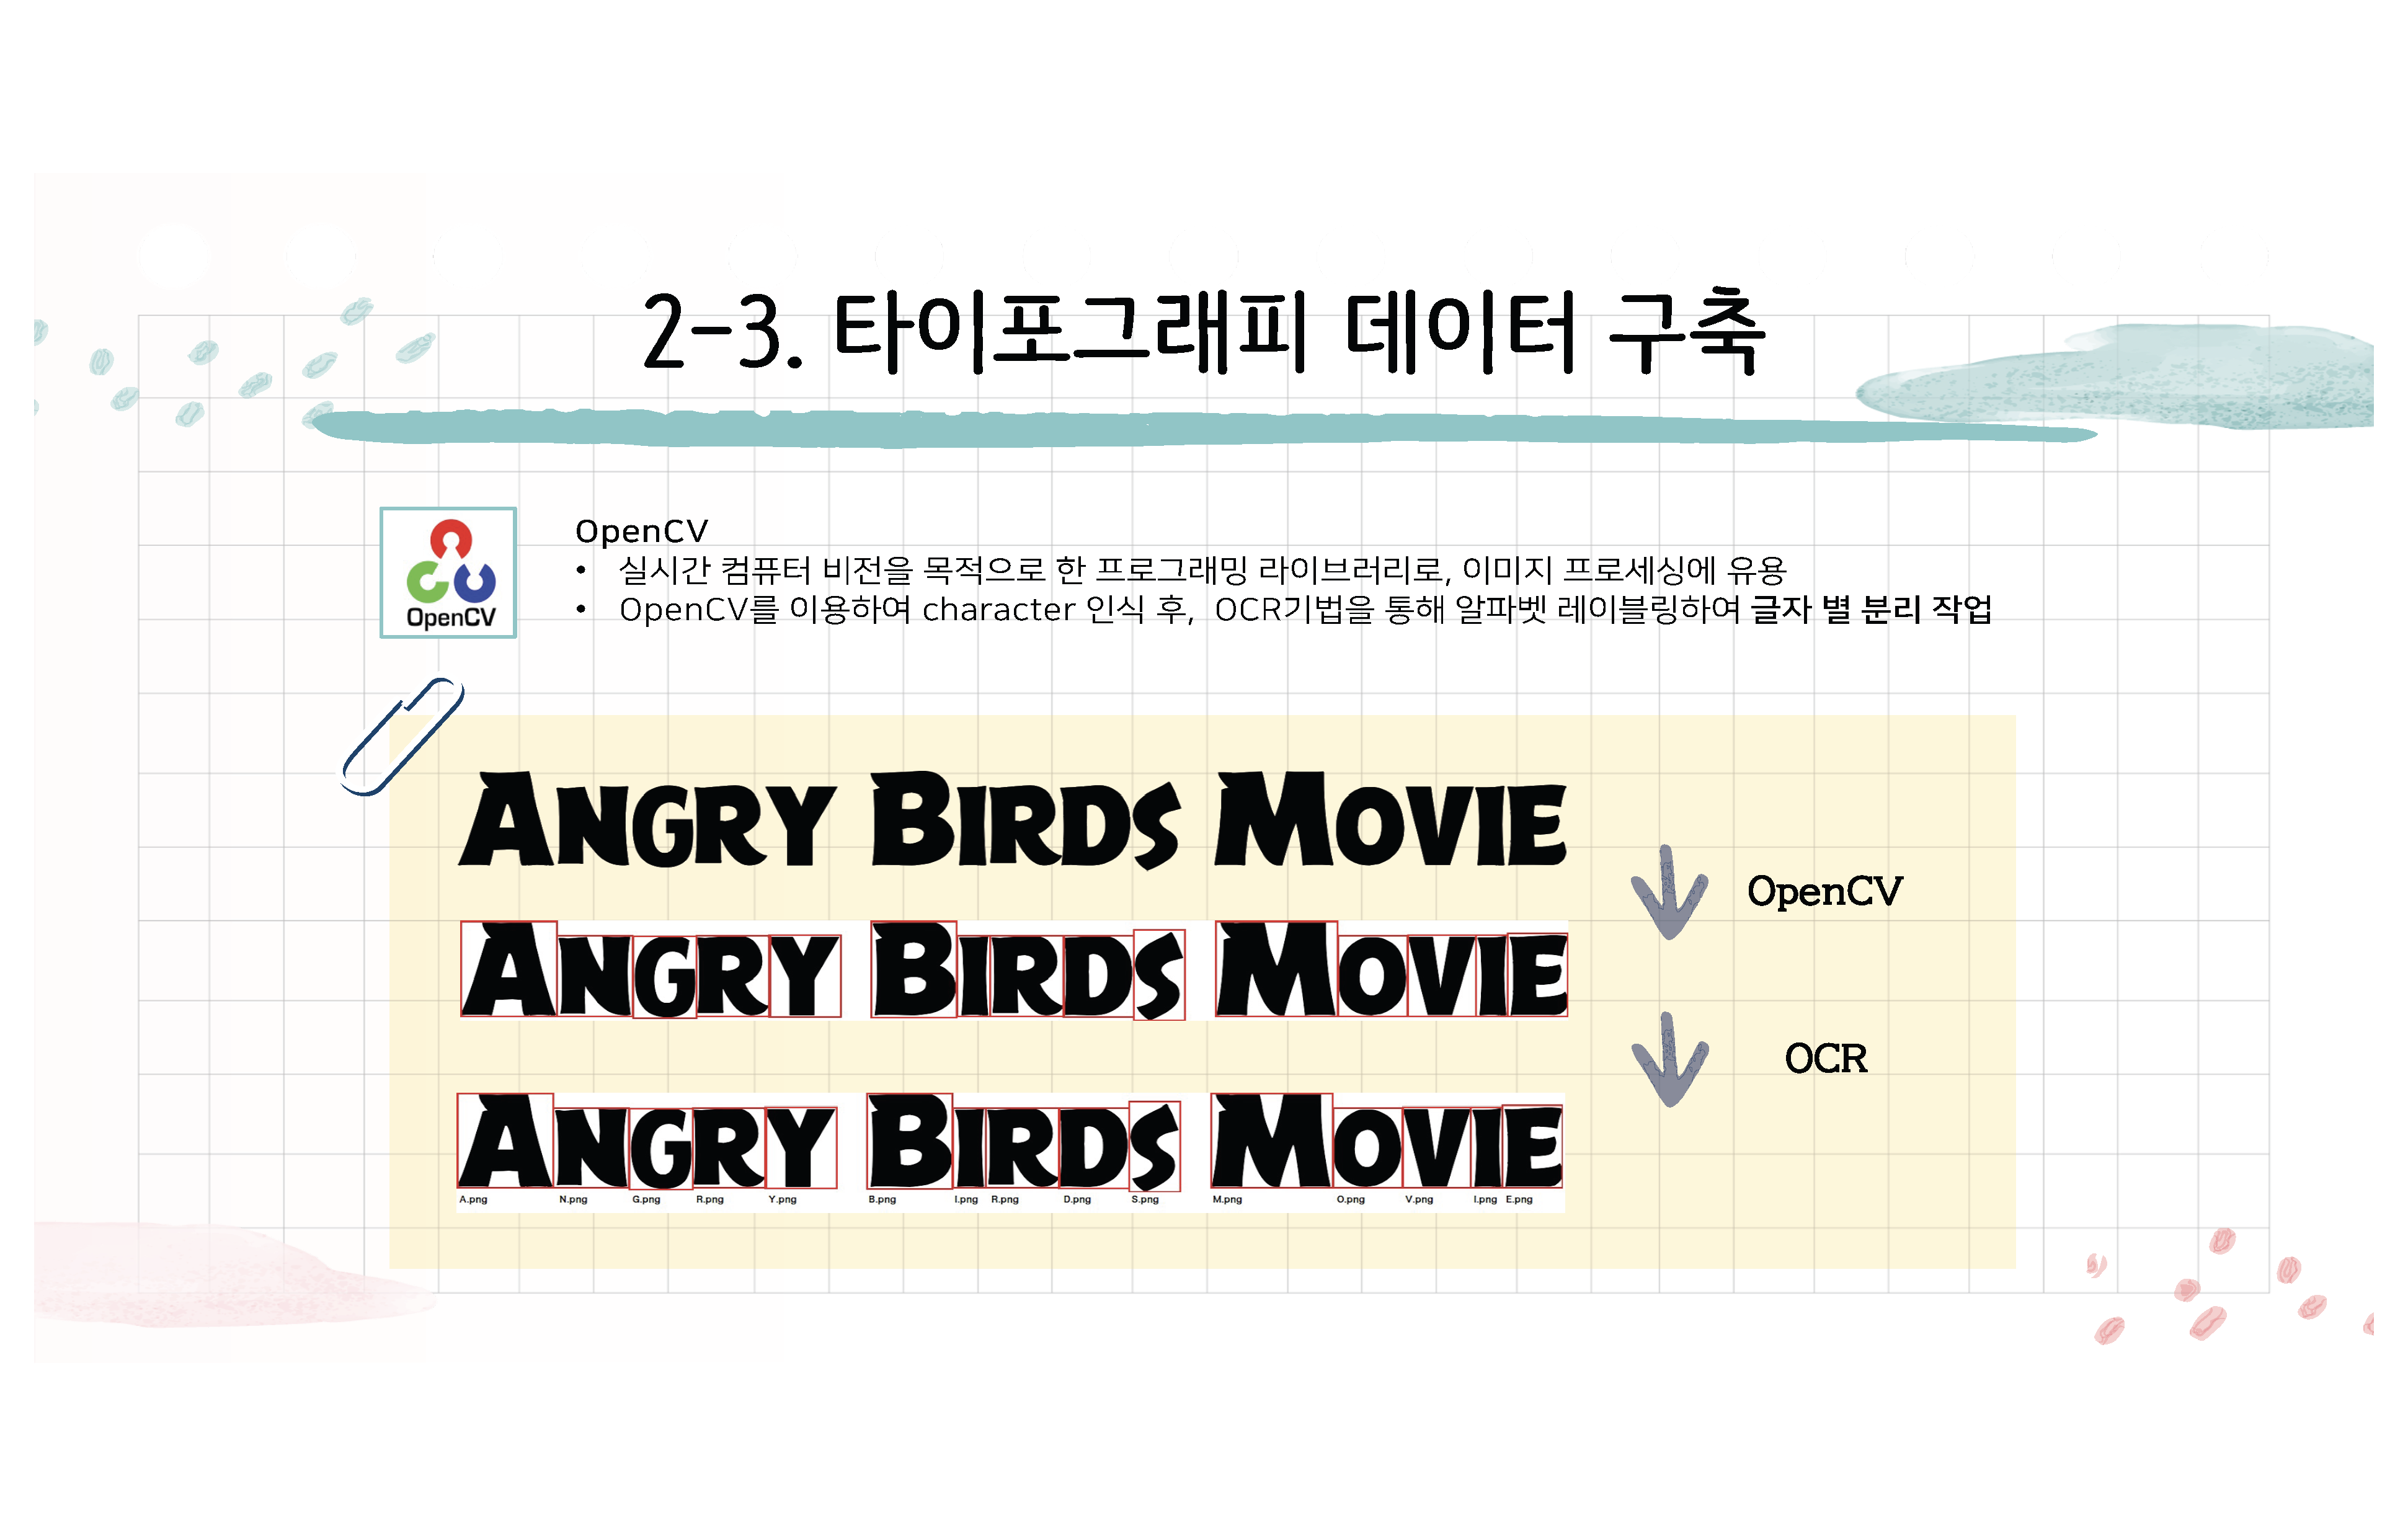 2-3. 타이포그래피 데이터 구축
OpenCV
OpenCV
• 실시간 컴퓨터 비전을 목적으로 한 프로그래밍 라이브러리로, 이미지 프로세싱에 유용
• OpenCV를 이용하여 character 인식 후, OCR기법을 통해 알파벳 레이블링하여 글자 별 분리 작업
ANGRY BIRDS MOVIE
OpenCV
ANGRY BIRDS MOVIE
OCR
ANGRY BIRDS MOVIE
A.png N.png G.png R.png Y.png B.png I.png R.png D.png S.png M.png O.png V.png I.png E.png